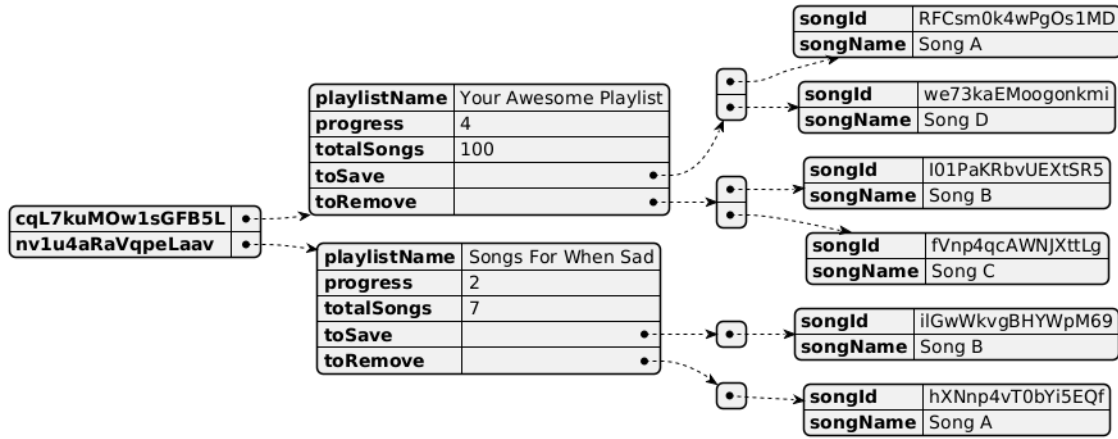 cqL7kuMOw1sGFB5L
nv1u4aRaVqpeLaav
playlistName Your Awesome Playlist
progress 4
totalSongs 100
toSave
toRemove
songId RFCsm0k4wPgOs1MD
songName Song A
songId we73kaEMoogonkmi
songName Song D
songId I01PaKRbvUEXtSR5
songName Song B
songId fVnp4qcAWNJXttLg
songName Song C
playlistName Songs For When Sad
progress 2
totalSongs 7
toSave
toRemove
songId ilGwWkvgBHYWpM69
songName Song B
songId hXNnp4vT0bYi5EQf
songName Song A